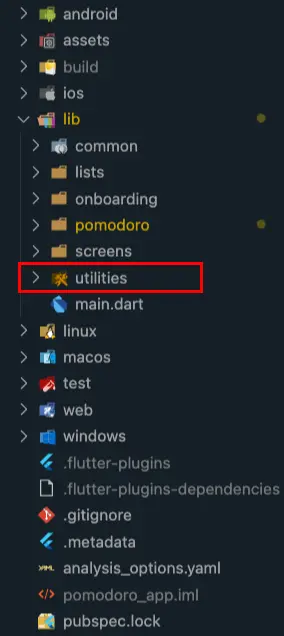 android
assets
build
ios
lib
common
lists
onboarding
pomodoro
screens
utilities
main.dart
linux
macos
test
web
windows
.flutter-plugins
.flutter-plugins-dependencies
.gitignore
.metadata
analysis_options.yaml
pomodoro_app.iml
pubspec.lock